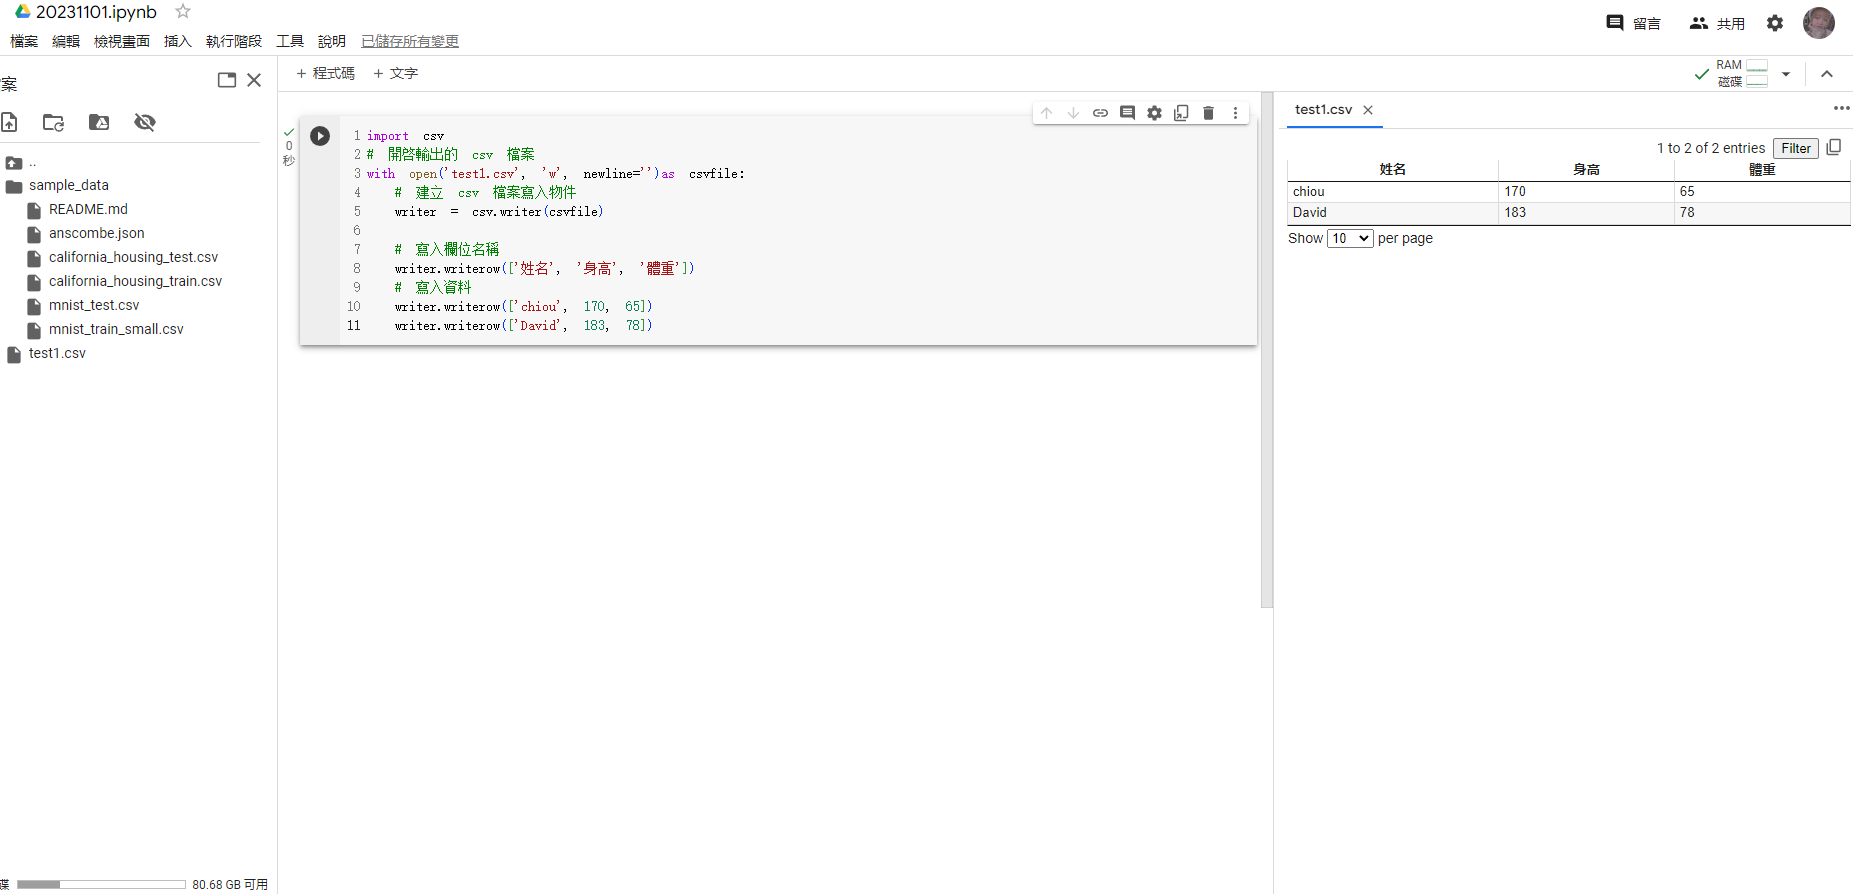 20231101.ipynb
檔案 編輯 檢視畫面 插入 執行階段 工具 說明 已儲存所有變更
留言 共用
案
..
sample_data
README.md
anscombe.json
california_housing_test.csv
california_housing_train.csv
mnist_test.csv
mnist_train_small.csv
test1.csv
碟 80.68 GB 可用
+ 程式碼 + 文字
RAM
磁碟
0
秒
1 import csv
2 # 開啓輸出的 csv 檔案
3 with open('test1.csv', 'w', newline='')as csvfile:
4 # 建立 csv 檔案寫入物件
5 writer = csv.writer(csvfile)
6
7 # 寫入欄位名稱
8 writer.writerow(['姓名', '身高', '體重'])
9 # 寫入資料
10 writer.writerow(['chiou', 170, 65])
11 writer.writerow(['David', 183, 78])
test1.csv
1 to 2 of 2 entries Filter
姓名 身高 體重
chiou 170 65
David 183 78
Show 10 per page